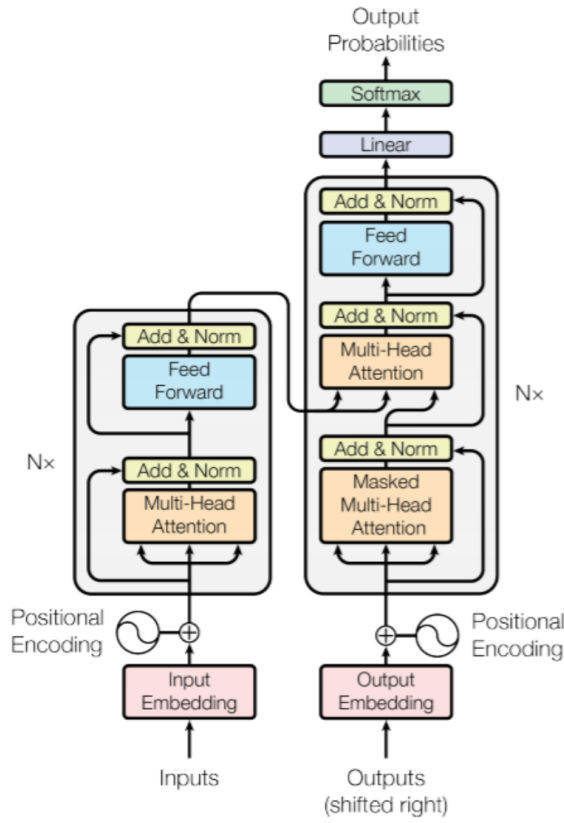 Output
Probabilities
Softmax
Linear
Add & Norm
Feed
Forward
Add & Norm
Multi-Head
Attention
Add & Norm
Masked
Multi-Head
Attention
N×
Add & Norm
Feed
Forward
Add & Norm
Multi-Head
Attention
N×
Positional
Encoding
Positional
Encoding
Input
Embedding
Output
Embedding
Inputs
Outputs
(shifted right)